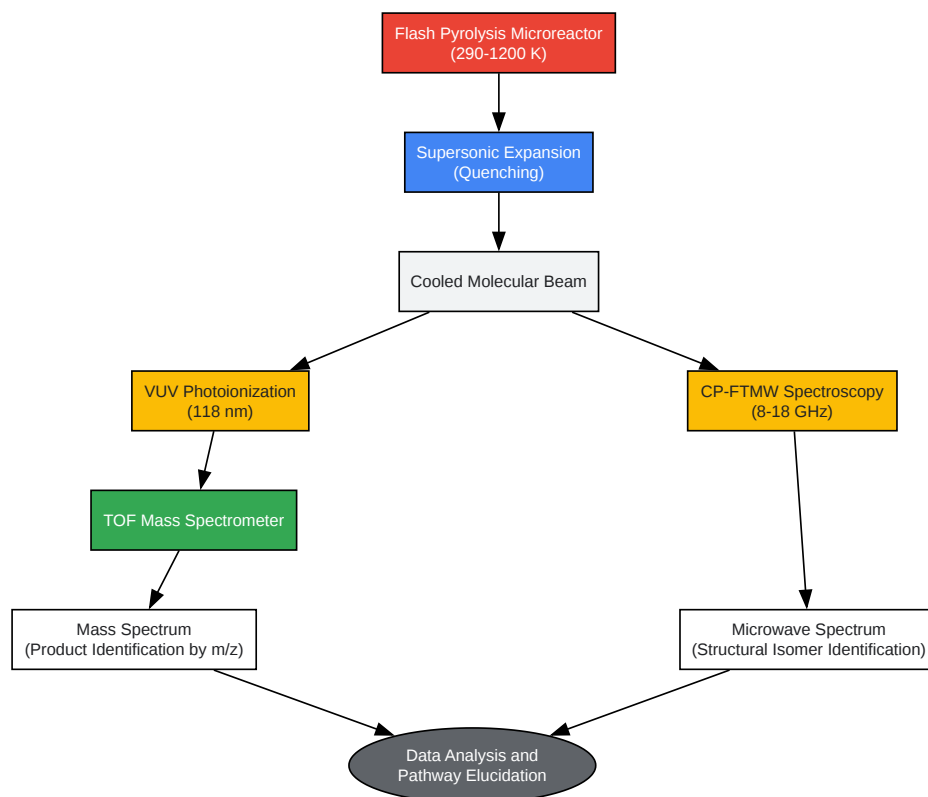 Flash Pyrolysis Microreactor
(290-1200 K)
Supersonic Expansion
(Quenching)
Cooled Molecular Beam
VUV Photoionization
(118 nm)
CP-FTMW Spectroscopy
(8-18 GHz)
TOF Mass Spectrometer
Mass Spectrum
(Product Identification by m/z)
Microwave Spectrum
(Structural Isomer Identification)
Data Analysis and
Pathway Elucidation